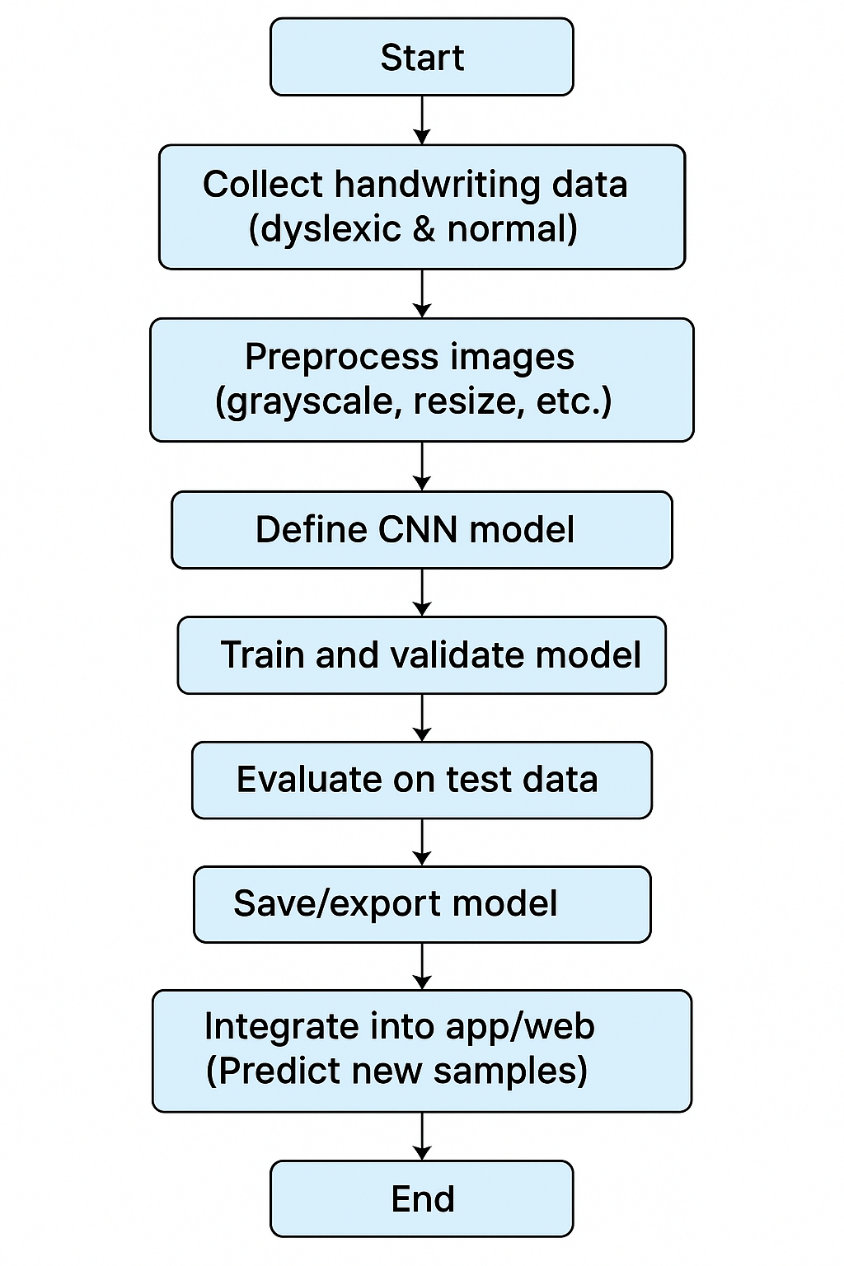 Start
Collect handwriting data
(dyslexic & normal)
Preprocess images
(grayscale, resize, etc.)
Define CNN model
Train and validate model
Evaluate on test data
Save/export model
Integrate into app/web
(Predict new samples)
End